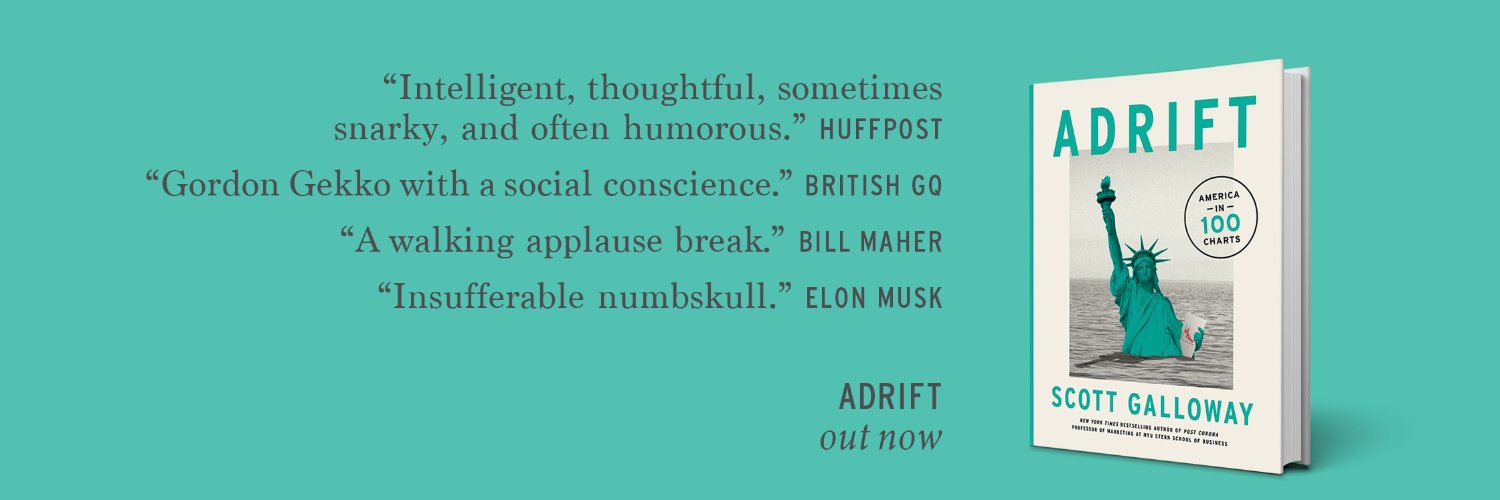 “Intelligent, thoughtful, sometimes
snarky, and often humorous.” HUFFPOST
“Gordon Gekko with a social conscience.” BRITISH GQ
“A walking applause break.” BILL MAHER
“Insufferable numbskull.” ELON MUSK
ADRIFT
out now
ADRIFT
AMERICA
–IN–
100
CHARTS
SCOTT GALLOWAY
NEW YORK TIMES BESTSELLING AUTHOR OF POST CORONA
PROFESSOR OF MARKETING AT NYU STERN SCHOOL OF BUSINESS